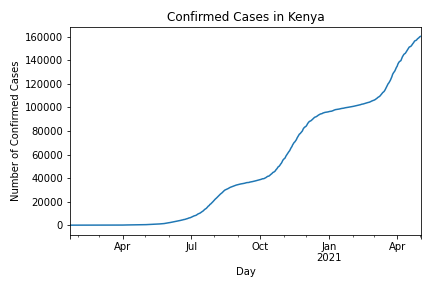 Confirmed Cases in Kenya
Number of Confirmed Cases
160000
140000
120000
100000
80000
60000
40000
20000
0
Apr
Jul
Oct
Jan
2021
Apr
Day